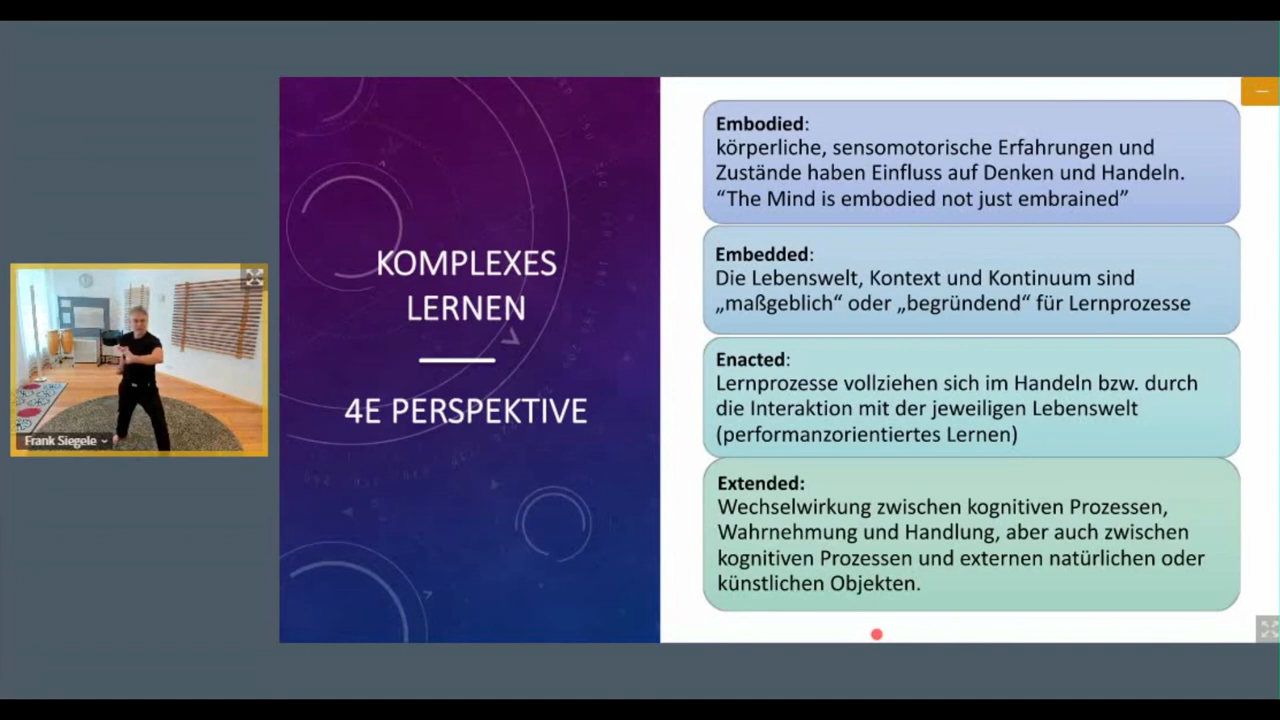 KOMPLEXES
LERNEN
4E PERSPEKTIVE
Embodied:
körperliche, sensomotorische Erfahrungen und
Zustände haben Einfluss auf Denken und Handeln.
“The Mind is embodied not just embrained”
Embedded:
Die Lebenswelt, Kontext und Kontinuum sind
„maßgeblich“ oder „begründend“ für Lernprozesse
Enacted:
Lernprozesse vollziehen sich im Handeln bzw. durch
die Interaktion mit der jeweiligen Lebenswelt
(performanzorientiertes Lernen)
Extended:
Wechselwirkung zwischen kognitiven Prozessen,
Wahrnehmung und Handlung, aber auch zwischen
kognitiven Prozessen und externen natürlichen oder
künstlichen Objekten.
Frank Siegele